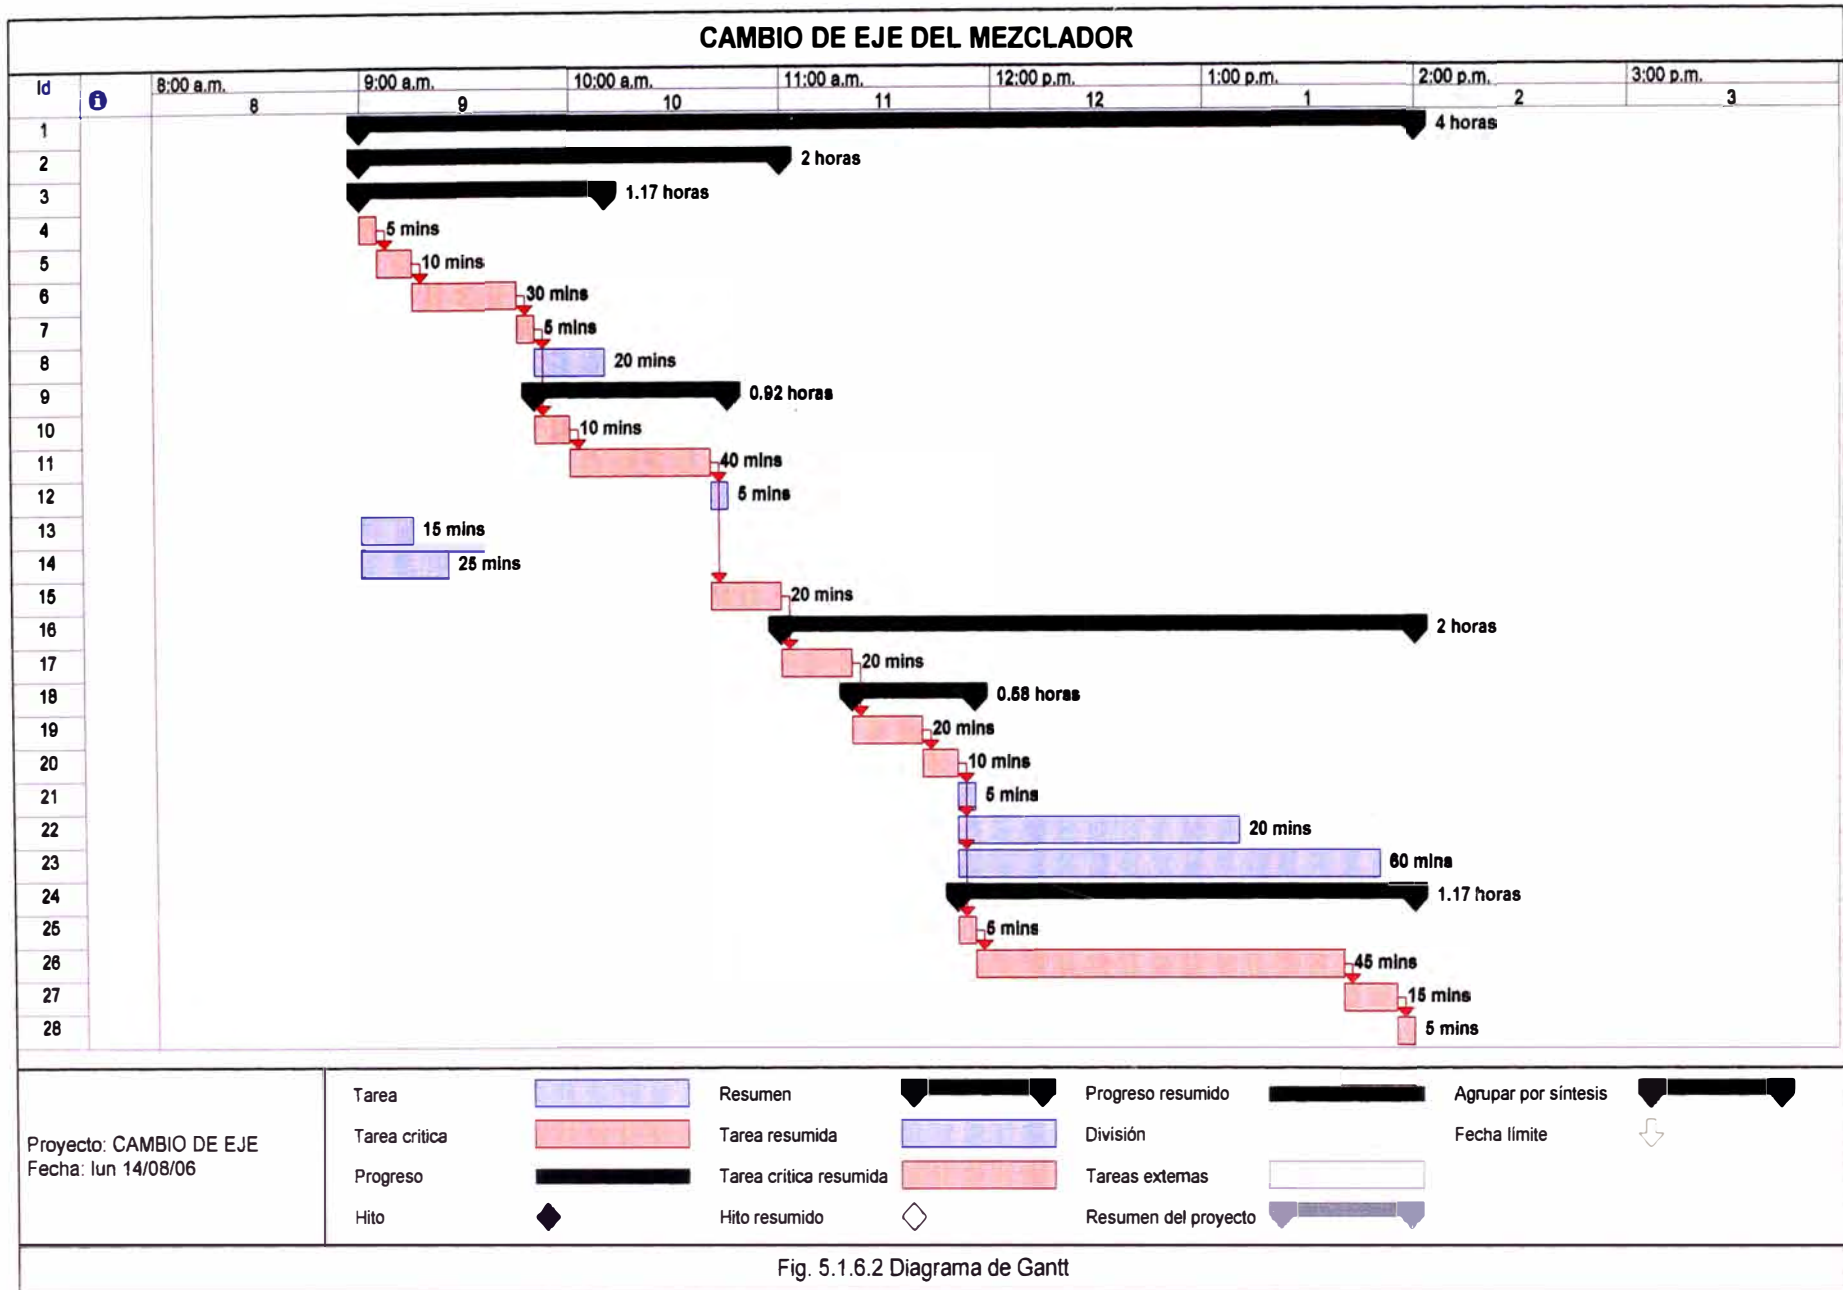 CAMBIO DE EJE DEL MEZCLADOR
Id
8:00 a.m. 9:00 a.m. 10:00 a.m. 11:00 a.m. 12:00 p.m. 1:00 p.m. 2:00 p.m. 3:00 p.m.
8 9 10 11 12 1 2 3
1 4 horas
2 2 horas
3 1.17 horas
4 5 mins
5 10 mins
6 30 mins
7 5 mins
8 20 mins
9 0.92 horas
10 10 mins
11 40 mins
12 5 mins
13 15 mins
14 25 mins
15 20 mins
16 2 horas
17 20 mins
18 0.58 horas
19 20 mins
20 10 mins
21 5 mins
22 20 mins
23 60 mins
24 1.17 horas
25 5 mins
26 45 mins
27 15 mins
28 5 mins
Proyecto: CAMBIO DE EJE
Fecha: lun 14/08/06
Tarea Resumen Progreso resumido Agrupar por síntesis
Tarea crítica Tarea resumida División Fecha límite
Progreso Tarea crítica resumida Tareas externas
Hito Hito resumido Resumen del proyecto
Fig. 5.1.6.2 Diagrama de Gantt